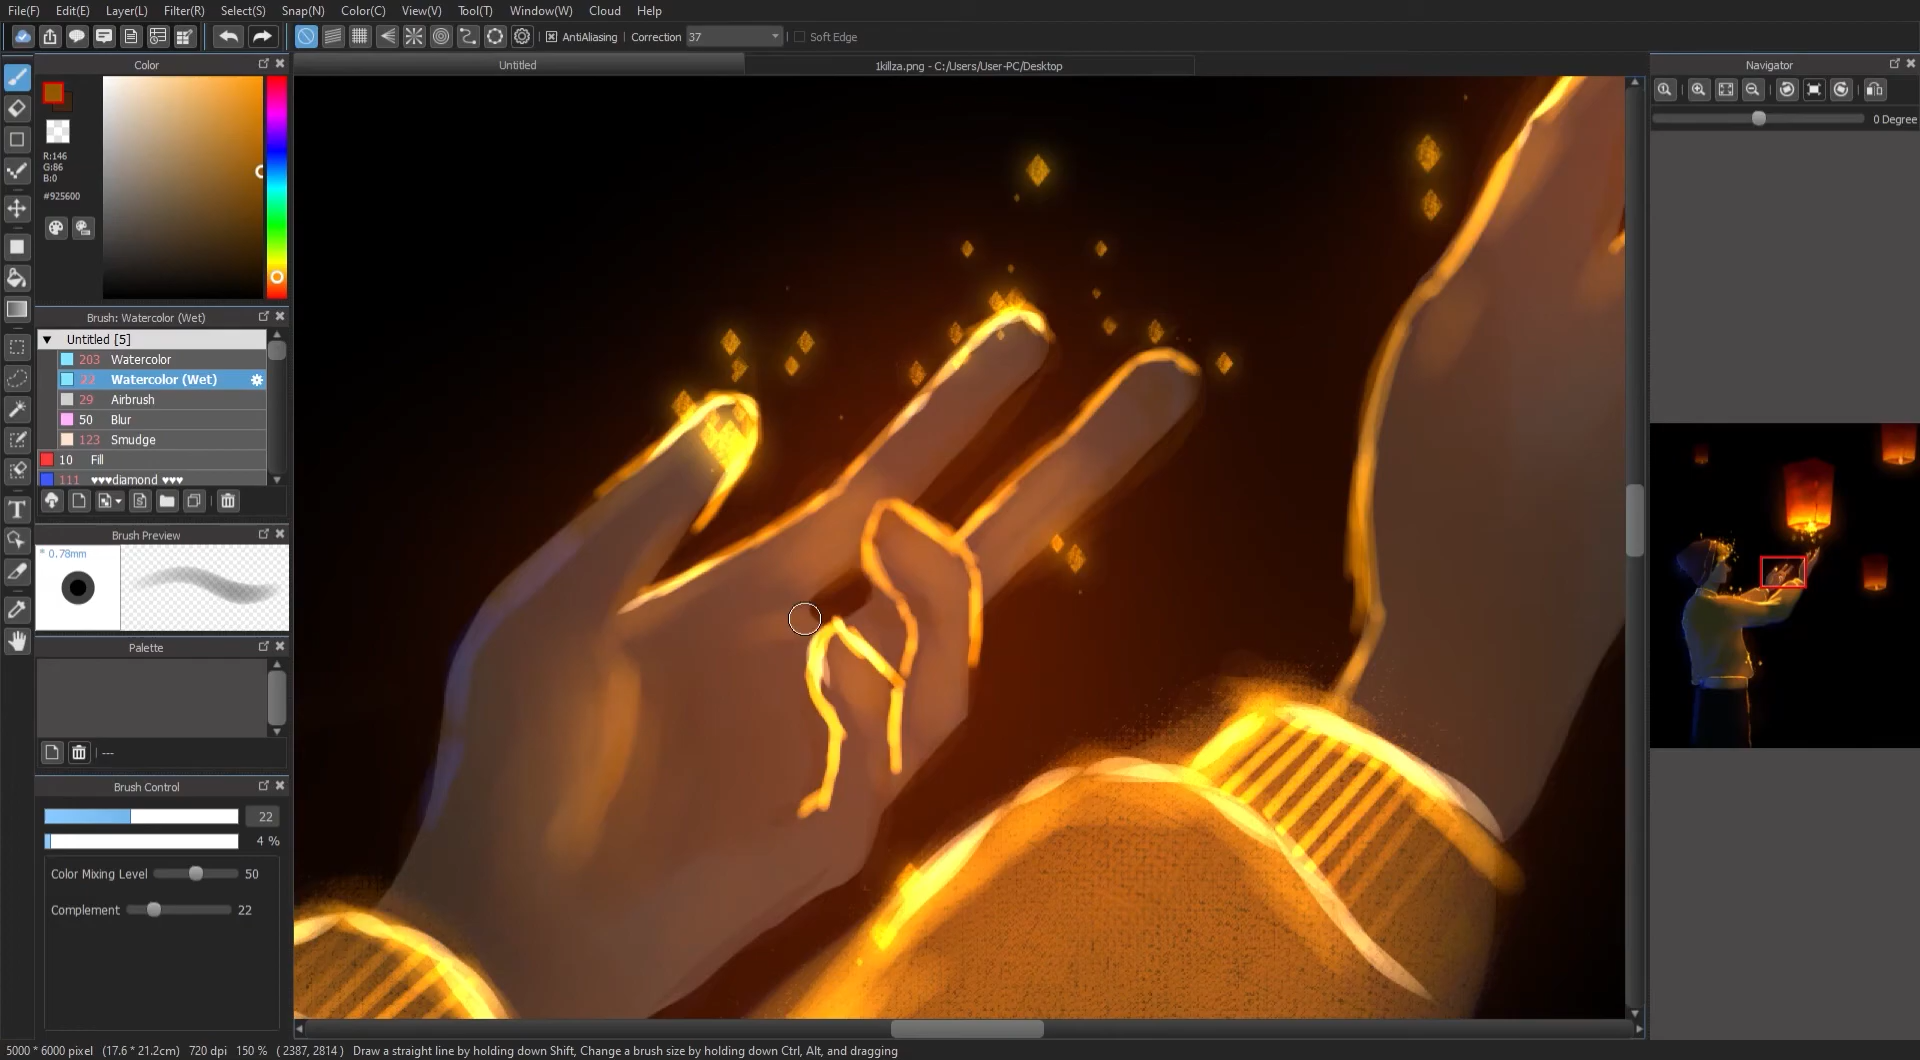 File(F) Edit(E) Layer(L) Filter(R) Select(S) Snap(N) Color(C) View(V) Tool(T) Window(W) Cloud Help
AntiAliasing Correction 37 Soft Edge
Color
Untitled
1killza.png - C:/Users/User-PC/Desktop
Navigator
0 Degree
R:146
G:86
B:0
#925600
Brush: Watercolor (Wet)
Untitled [5]
203 Watercolor
22 Watercolor (Wet)
29 Airbrush
50 Blur
123 Smudge
10 Fill
111 ♥♥♥diamond ♥♥♥
Brush Preview
* 0.78mm
Palette
---
Brush Control
22
4 %
Color Mixing Level 50
Complement 22
5000 * 6000 pixel (17.6 * 21.2cm) 720 dpi 150 % ( 2387, 2814 ) Draw a straight line by holding down Shift, Change a brush size by holding down Ctrl, Alt, and dragging